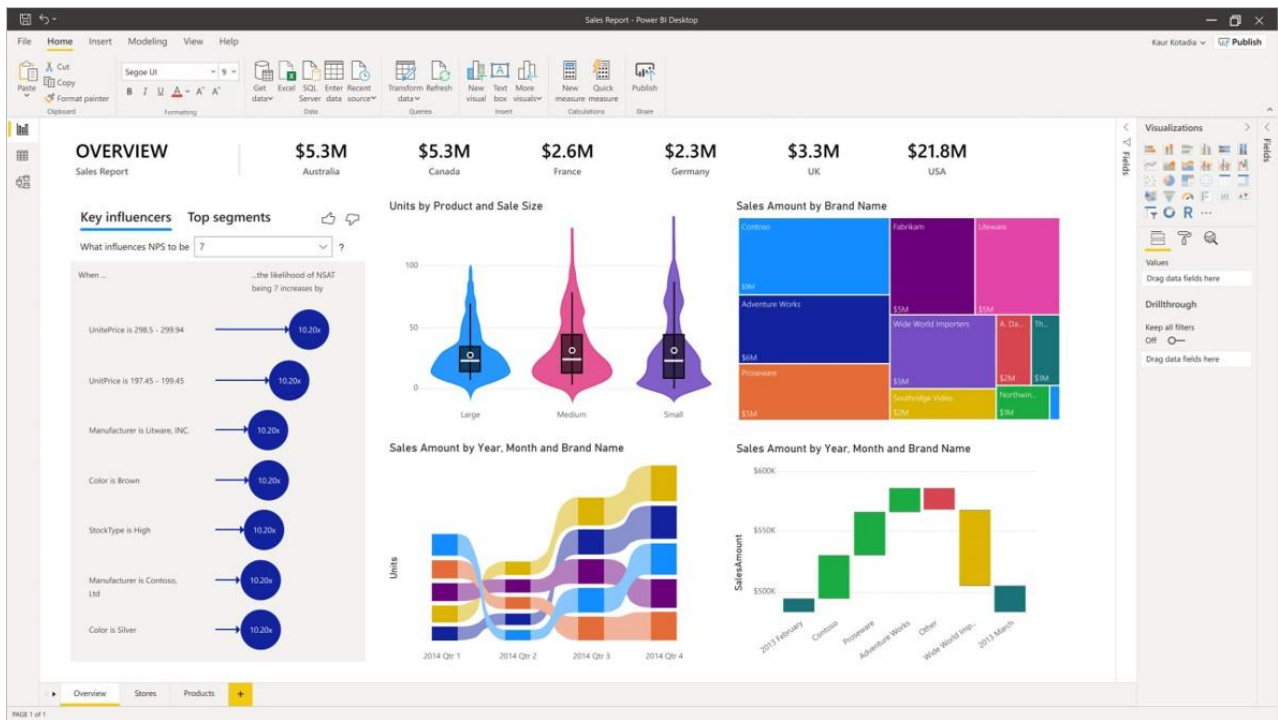 Sales Report - Power BI Desktop
File Home Insert Modeling View Help
Kaur Kotadia
Publish
Paste
Cut
Copy
Format painter
Clipboard
Segoe UI 9
B I U A A A
Formatting
Get data
Excel
SQL Server
Enter data
Recent source
Data
Transform data
Refresh
Queries
New visual
Text box
More visuals
Insert
New measure
Quick measure
Calculations
Publish
Share
OVERVIEW
Sales Report
$5.3M
Australia
$5.3M
Canada
$2.6M
France
$2.3M
Germany
$3.3M
UK
$21.8M
USA
Key influencers Top segments
What influences NPS to be 7 ?
When ...
...the likelihood of NSAT
being 7 increases by
UnitePrice is 298.5 - 299.94
10.20x
UnitPrice is 197.45 - 199.45
10.20x
Manufacturer is Litware, INC.
10.20x
Color is Brown
10.20x
StockType is High
10.20x
Manufacturer is Contoso,
Ltd
10.20x
Color is Silver
10.20x
Units by Product and Sale Size
100
50
0
Large
Medium
Small
Sales Amount by Brand Name
Contoso
$9M
Adventure Works
$6M
Proseware
$5M
Fabrikam
$5M
Liteware
$5M
Wide World Importers
$5M
A. Da...
$2M
Th...
$1M
Southridge Video
$2M
Northwin...
$1M
Sales Amount by Year, Month and Brand Name
Units
2014 Qtr 1
2014 Qtr 2
2014 Qtr 3
2014 Qtr 4
Sales Amount by Year, Month and Brand Name
SalesAmount
$600K
$550K
$500K
2013 February
Contoso
Proseware
Adventure Works
Other
Wide World Imp...
2013 March
Fields
Visualizations
R ...
Values
Drag data fields here
Drillthrough
Keep all filters
Off
Drag data fields here
Fields
Overview
Stores
Products
+
PAGE 1 of 1